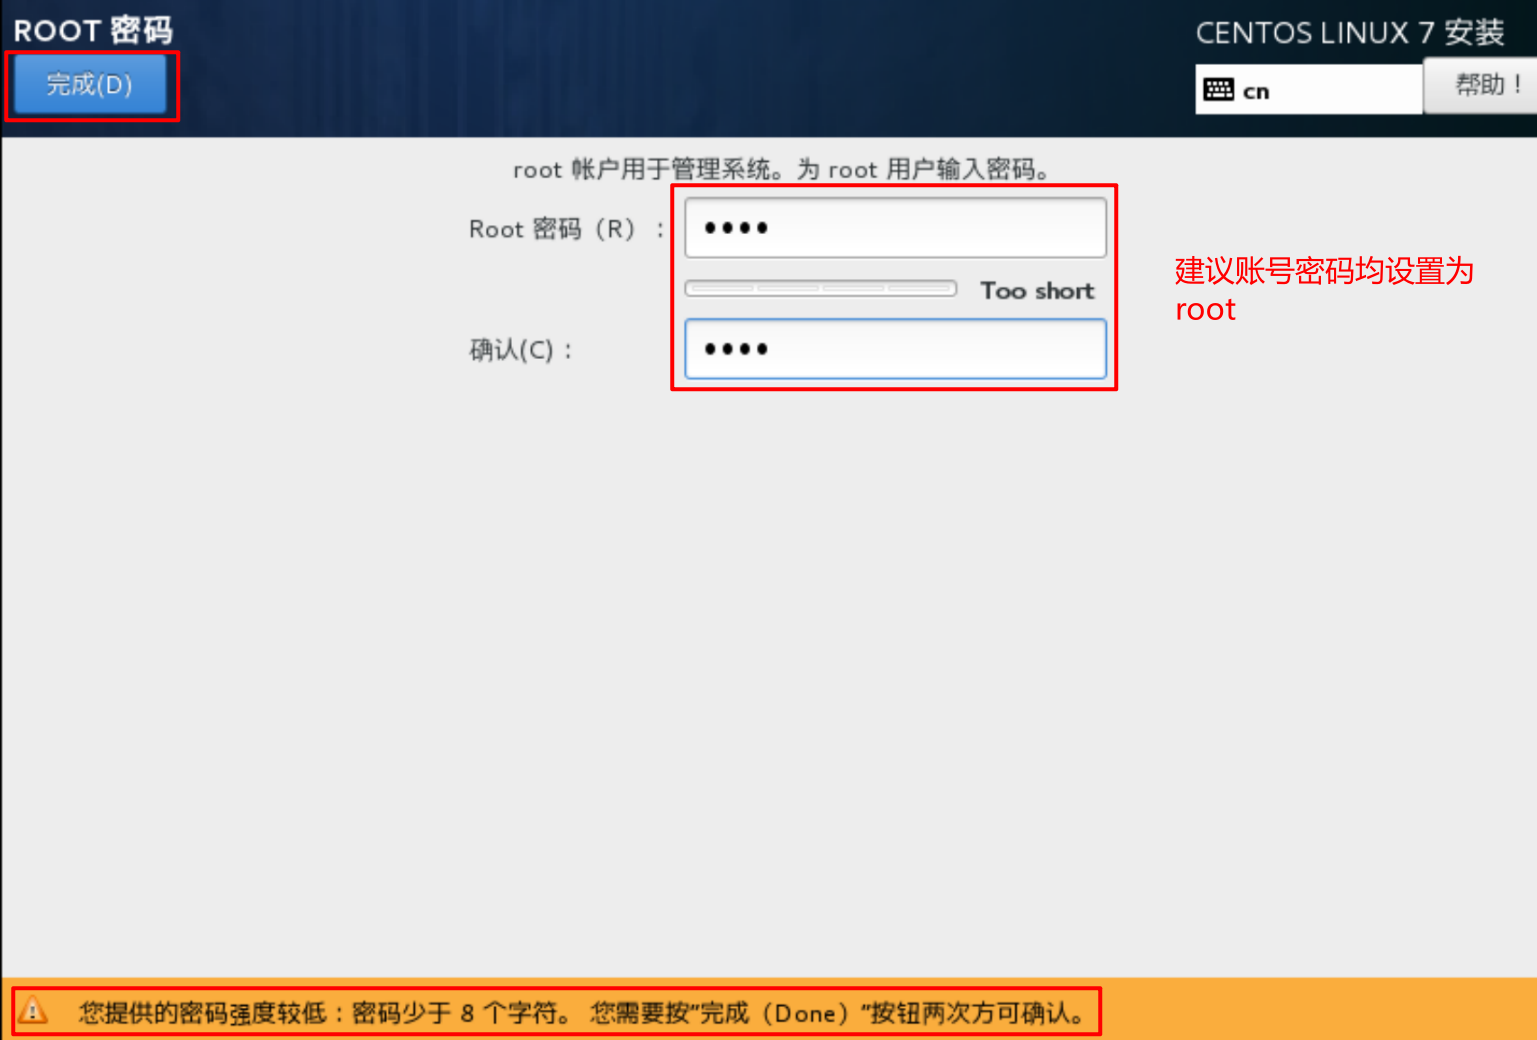 ROOT 密码
CENTOS LINUX 7 安装
完成(D)
cn
帮助！
root 帐户用于管理系统。为 root 用户输入密码。
Root 密码（R）：
••••
Too short
确认(C)：
••••
建议账号密码均设置为
root
您提供的密码强度较低：密码少于 8 个字符。 您需要按"完成（Done）"按钮两次方可确认。